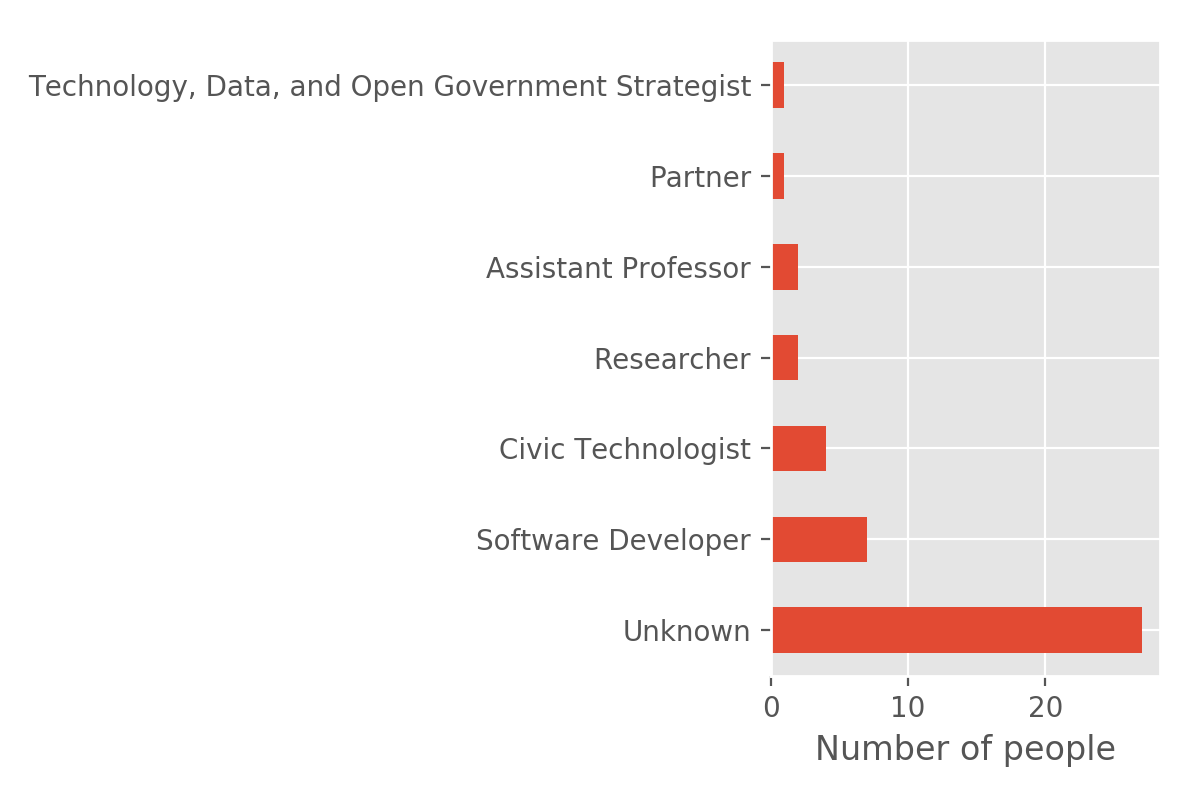 Technology, Data, and Open Government Strategist
Partner
Assistant Professor
Researcher
Civic Technologist
Software Developer
Unknown
0 10 20
Number of people